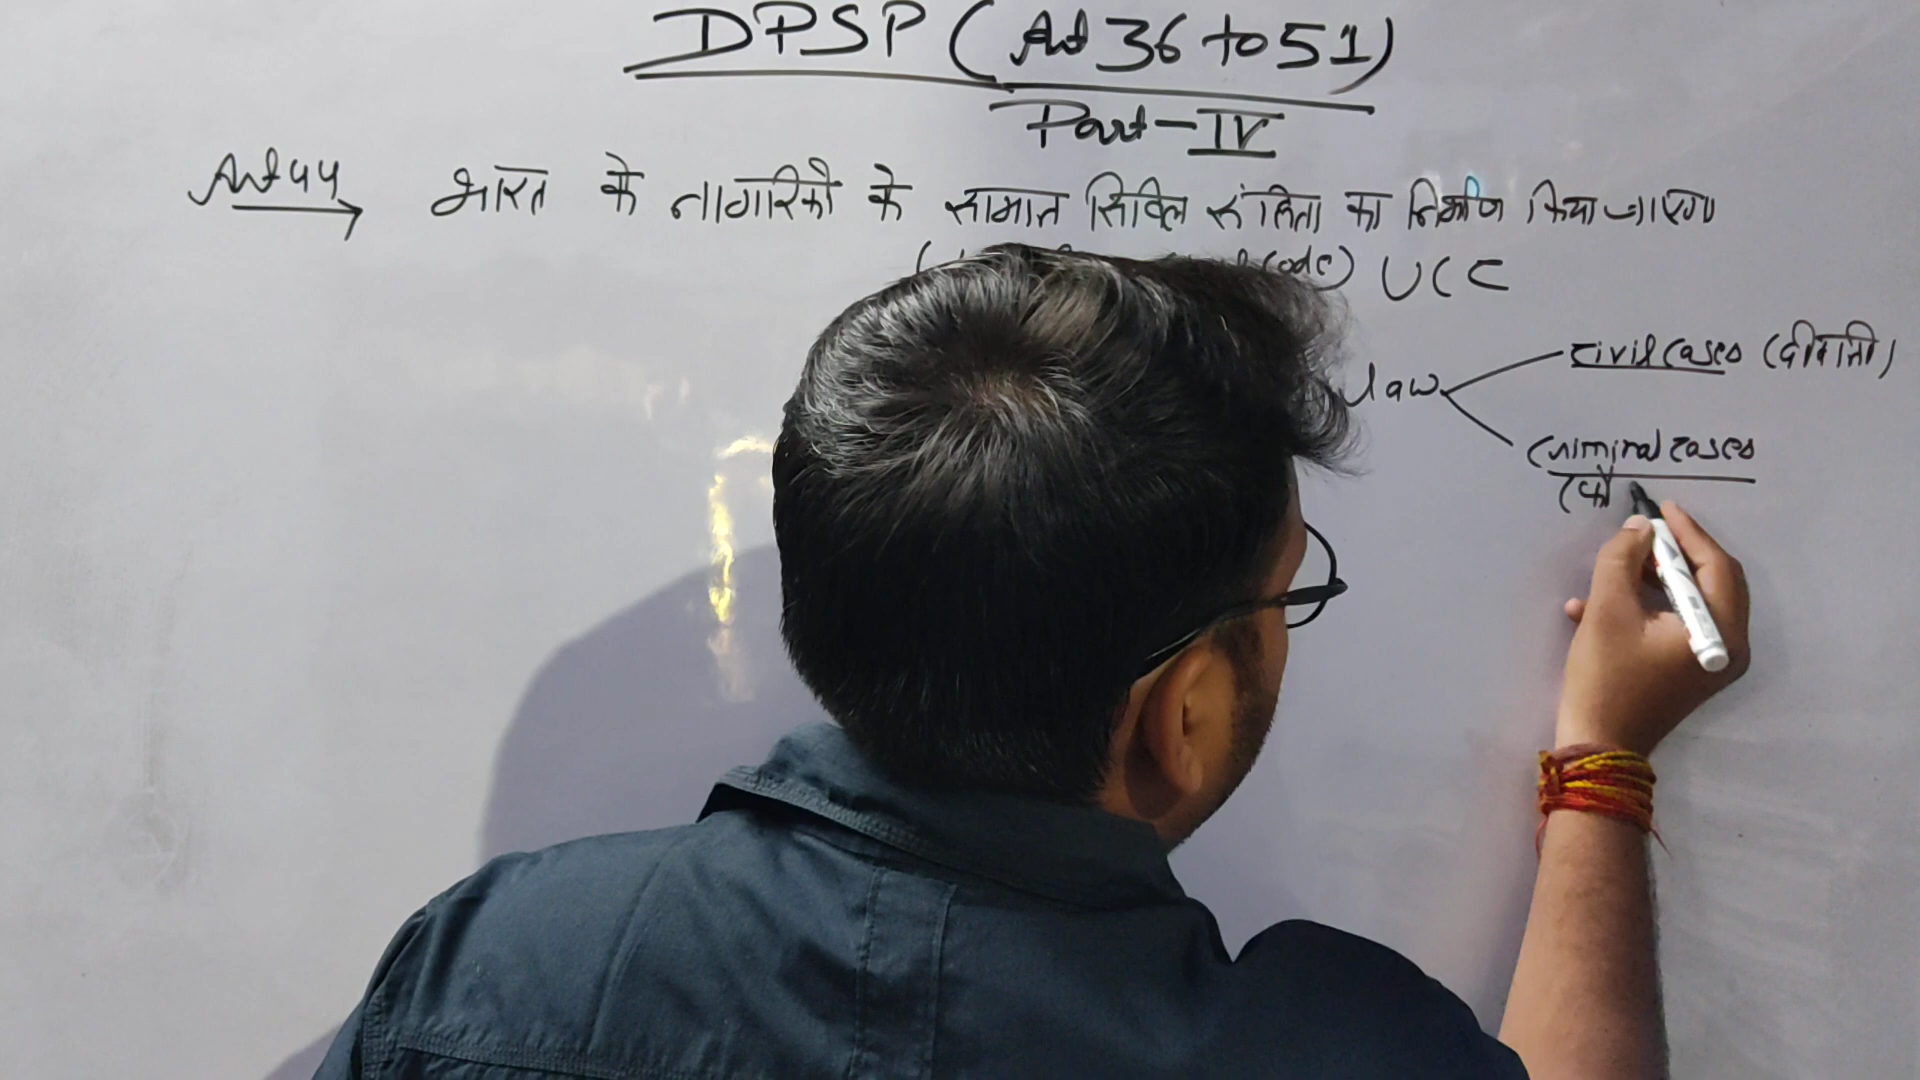 DPSP (Art 36 to 51)
Part-IV
Art 44 → भारत के नागरिकों के सामान सिविल संहिता का निर्माण किया जाएगा
Code) UCC
law
civil cases (दीवानी)
Criminal cases
(फौ